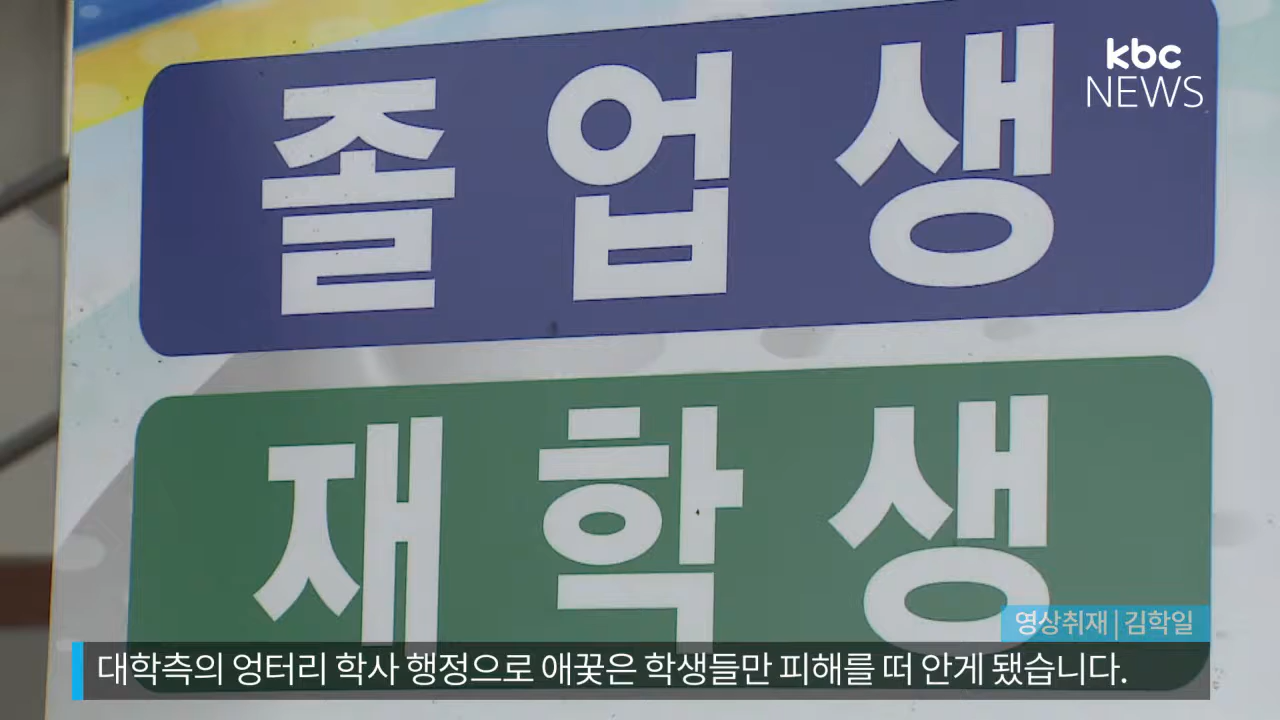 kbc
NEWS
졸업생
재학생
영상취재 | 김학일
대학측의 엉터리 학사 행정으로 애꿎은 학생들만 피해를 떠 안게 됐습니다.